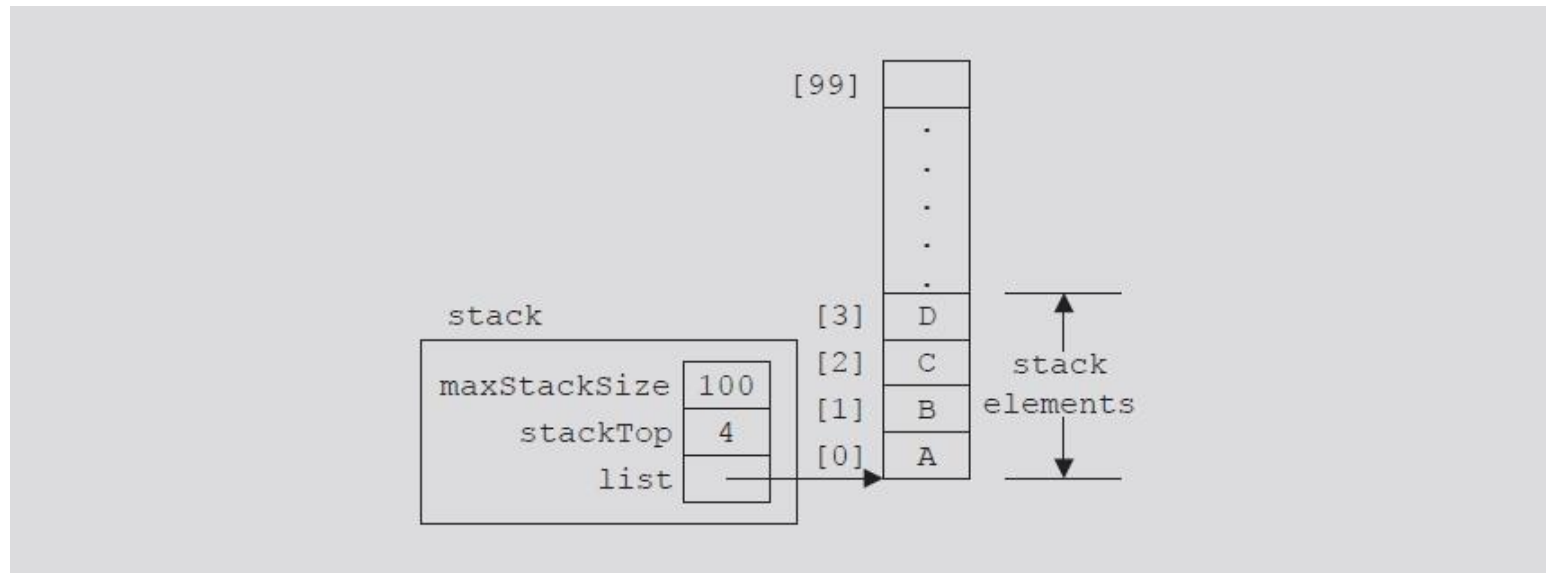 [99]
.
.
.
.
.
stack
[3] D
[2] C
[1] B
[0] A
maxStackSize 100
stackTop 4
list
stack
elements